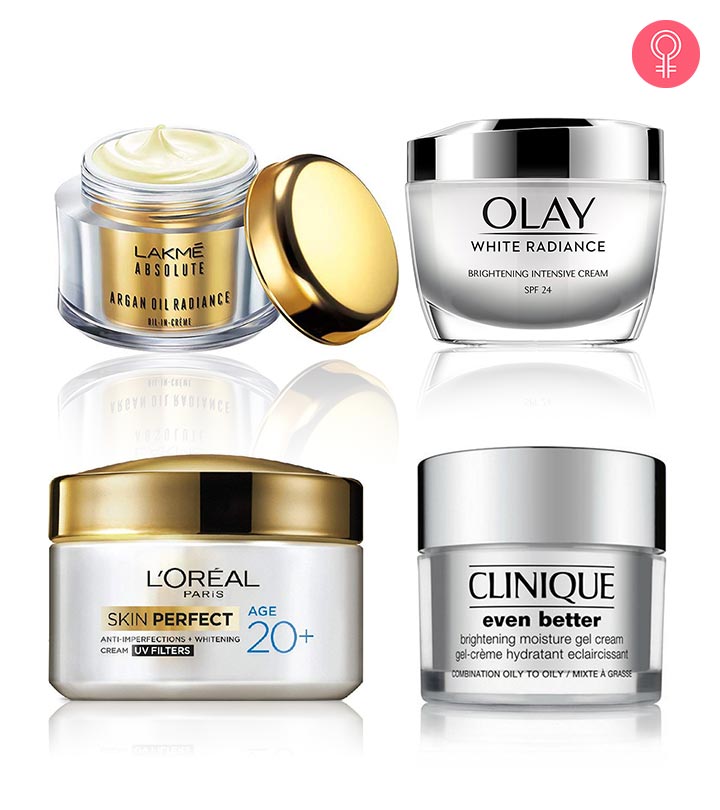 LAKMÉ
ABSOLUTE
ARGAN OIL RADIANCE
OIL-IN-CRÈME
OLAY
WHITE RADIANCE
BRIGHTENING INTENSIVE CREAM
SPF 24
L'ORÉAL
PARIS
SKIN PERFECT
AGE
20+
ANTI-IMPERFECTIONS + WHITENING
CREAM UV FILTERS
CLINIQUE
even better
brightening moisture gel cream
gel-crème hydratant eclaircissant
COMBINATION OILY TO OILY / MIXTE À GRASSE